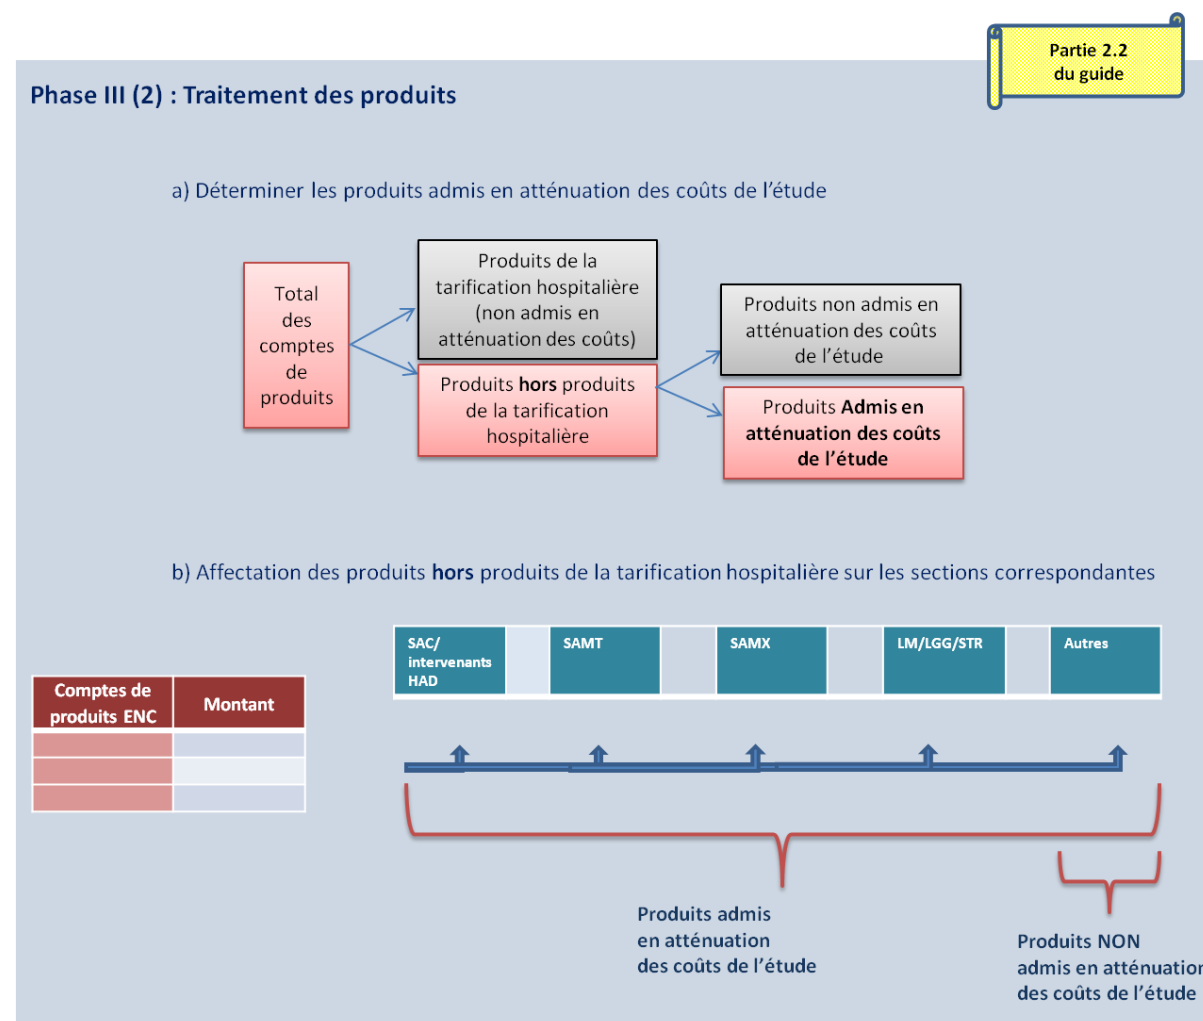 Partie 2.2
du guide
Phase III (2) : Traitement des produits
a) Déterminer les produits admis en atténuation des coûts de l’étude
Total
des
comptes
de
produits
Produits de la
tarification hospitalière
(non admis en
atténuation des coûts)
Produits hors produits
de la tarification
hospitalière
Produits non admis en
atténuation des coûts
de l’étude
Produits Admis en
atténuation des coûts
de l’étude
b) Affectation des produits hors produits de la tarification hospitalière sur les sections correspondantes
Comptes de
produits ENC
Montant
SAC/
intervenants
HAD
SAMT
SAMX
LM/LGG/STR
Autres
Produits admis
en atténuation
des coûts de l’étude
Produits NON
admis en atténuation
des coûts de l’étude